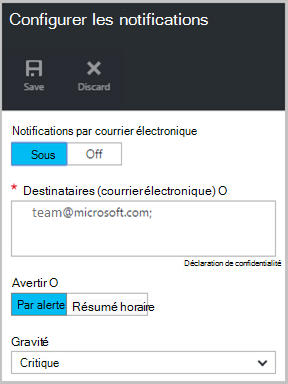 Configurer les notifications
Save Discard
Notifications par courrier électronique
Sous Off
* Destinataires (courrier électronique) O
team@microsoft.com;
Déclaration de confidentialité
Avertir O
Par alerte Résumé horaire
Gravité
Critique